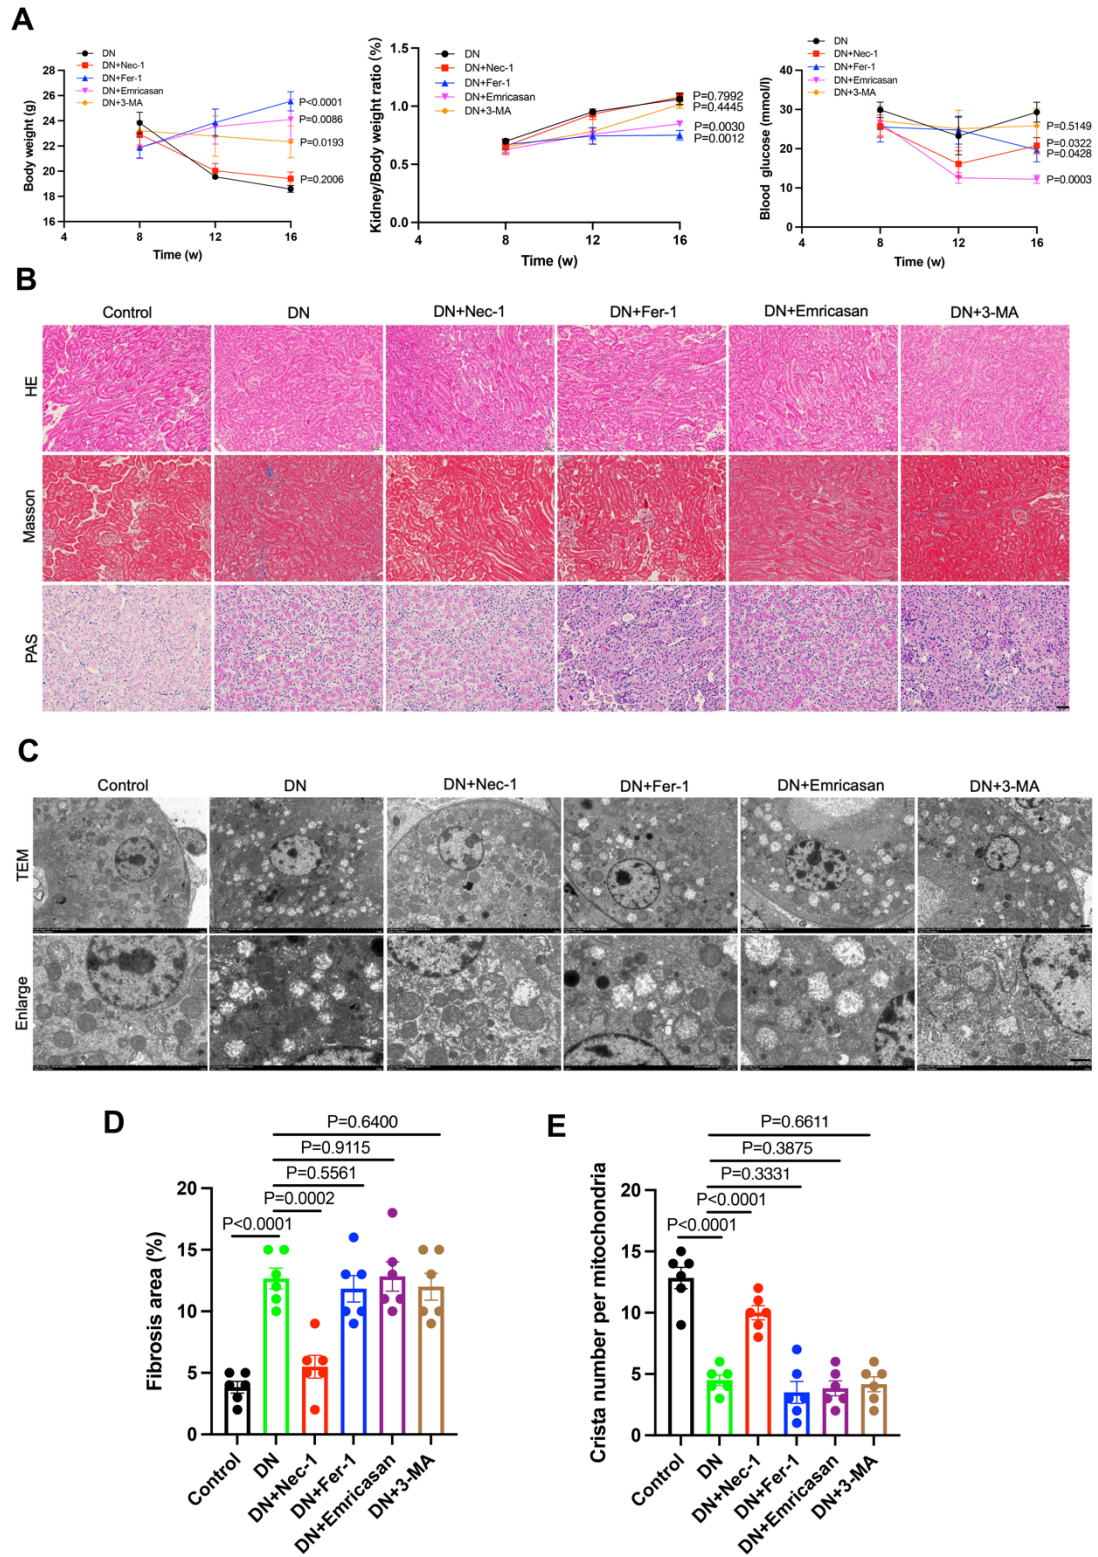 A
DN
DN+Nec-1
DN+Fer-1
DN+Emricasan
DN+3-MA
Body weight (g)
28
26
24
22
20
18
16
4
8
12
16
Time (w)
P<0.0001
P=0.0086
P=0.0193
P=0.2006
DN
DN+Nec-1
DN+Fer-1
DN+Emricasan
DN+3-MA
Kidney/Body weight ratio (%)
1.5
1.0
0.5
0.0
4
8
12
16
Time (w)
P=0.7992
P=0.4445
P=0.0030
P=0.0012
DN
DN+Nec-1
DN+Fer-1
DN+Emricasan
DN+3-MA
Blood glucose (mmol/l)
40
30
20
10
0
4
8
12
16
Time (w)
P=0.5149
P=0.0322
P=0.0428
P=0.0003
B
Control
DN
DN+Nec-1
DN+Fer-1
DN+Emricasan
DN+3-MA
HE
Masson
PAS
C
Control
DN
DN+Nec-1
DN+Fer-1
DN+Emricasan
DN+3-MA
TEM
Enlarge
D
P=0.6400
P=0.9115
P=0.5561
P=0.0002
P<0.0001
Fibrosis area (%)
20
15
10
5
0
Control
DN
DN+Nec-1
DN+Fer-1
DN+Emricasan
DN+3-MA
E
P=0.6611
P=0.3875
P=0.3331
P<0.0001
P<0.0001
Crista number per mitochondria
20
15
10
5
0
Control
DN
DN+Nec-1
DN+Fer-1
DN+Emricasan
DN+3-MA